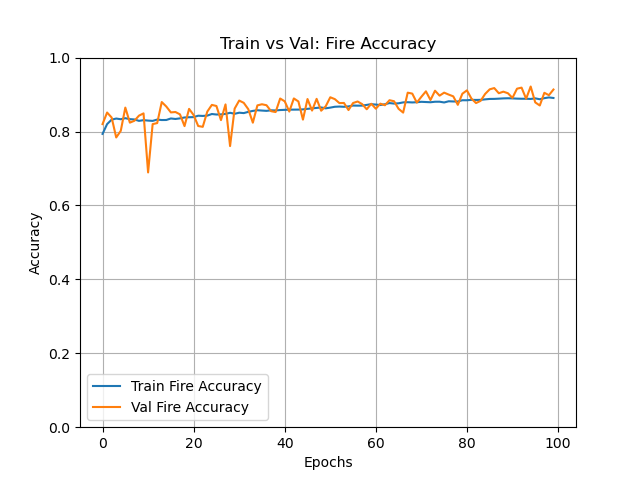 Train vs Val: Fire Accuracy
1.0
0.8
0.6
0.4
0.2
0.0
Accuracy
Train Fire Accuracy
Val Fire Accuracy
0 20 40 60 80 100
Epochs